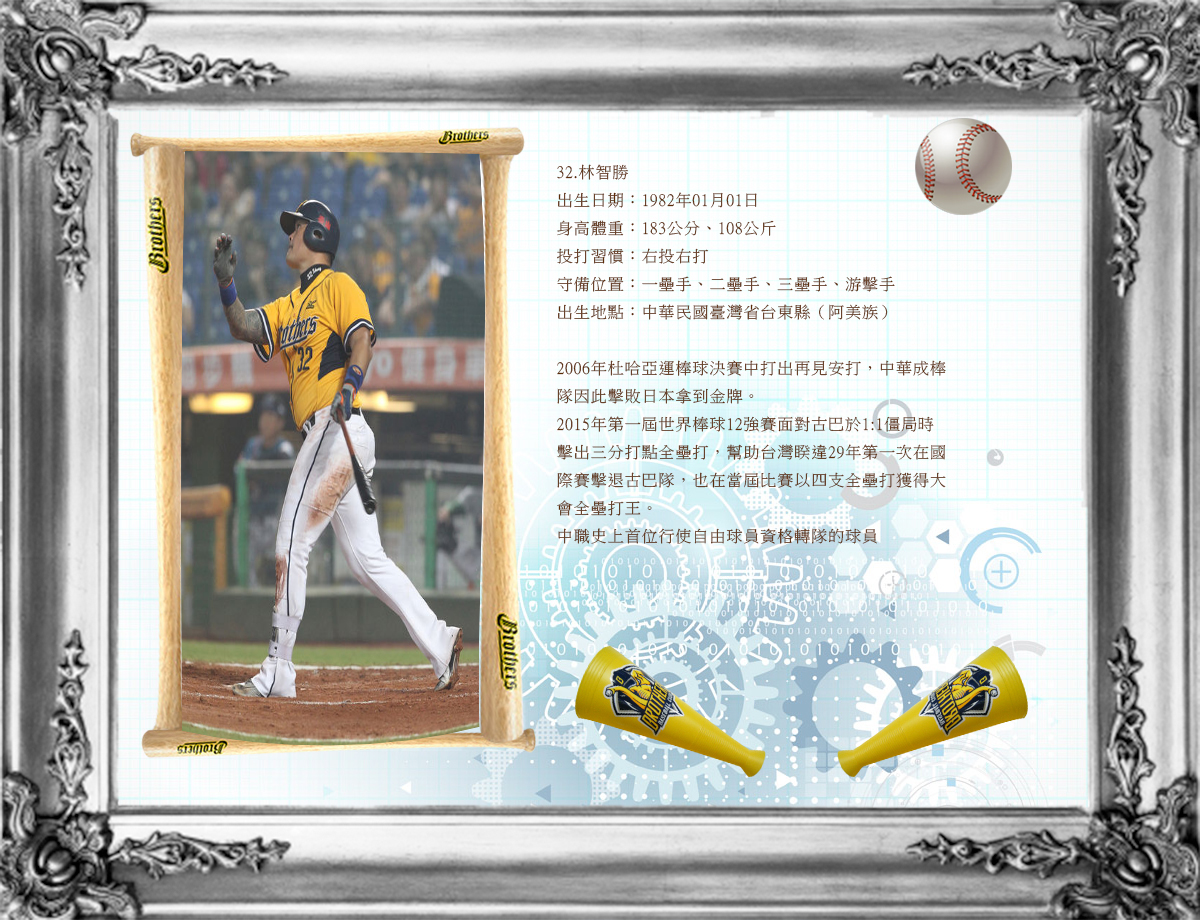 Brothers
Brothers
Brothers
32
Brothers
Brothers
32.林智勝
出生日期：1982年01月01日
身高體重：183公分、108公斤
投打習慣：右投右打
守備位置：一壘手、二壘手、三壘手、游擊手
出生地點：中華民國臺灣省台東縣（阿美族）
2006年杜哈亞運棒球決賽中打出再見安打，中華成棒
隊因此擊敗日本拿到金牌。
2015年第一屆世界棒球12強賽面對古巴於1:1僵局時
擊出三分打點全壘打，幫助台灣睽違29年第一次在國
際賽擊退古巴隊，也在當屆比賽以四支全壘打獲得大
會全壘打王。
中職史上首位行使自由球員資格轉隊的球員